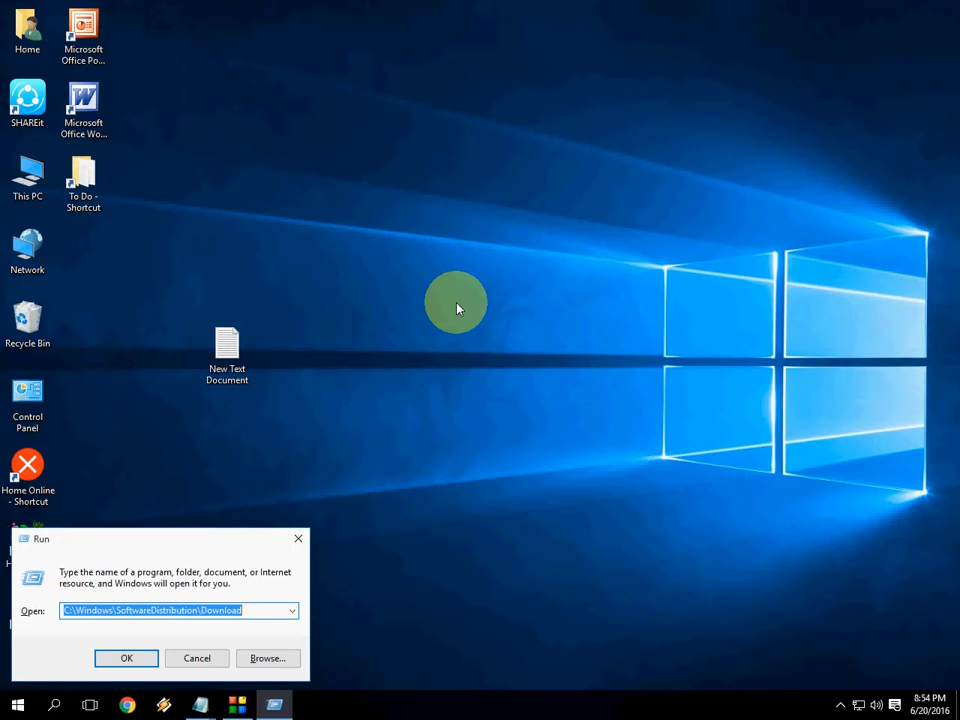 Home
Microsoft
Office Po...
SHAREit
Microsoft
Office Wo...
This PC
To Do -
Shortcut
Network
Recycle Bin
New Text
Document
Control
Panel
Home Online
- Shortcut
Run
Type the name of a program, folder, document, or Internet
resource, and Windows will open it for you.
Open:
C:\Windows\SoftwareDistribution\Download
OK
Cancel
Browse...
8:54 PM
6/20/2016